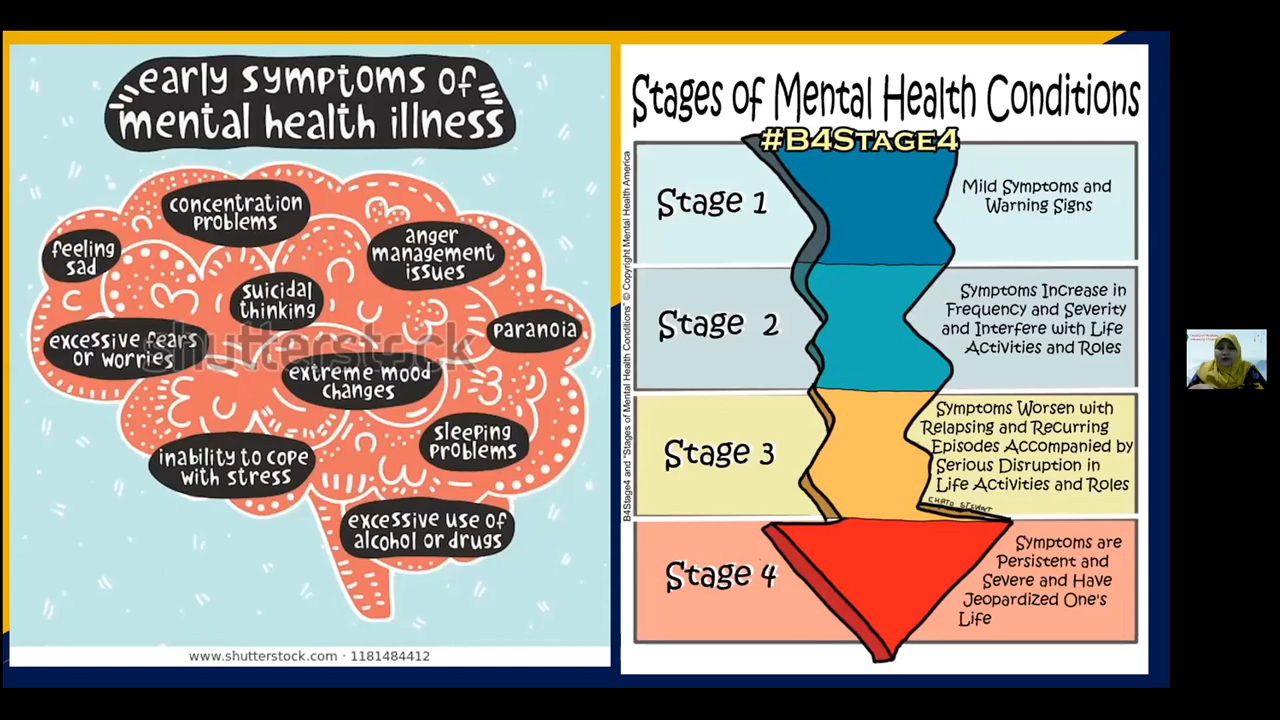 early symptoms of
mental health illness
concentration
problems
feeling
sad
anger
management
issues
suicidal
thinking
paranoia
excessive fears
or worries
shutterstock
extreme mood
changes
sleeping
problems
inability to cope
with stress
excessive use of
alcohol or drugs
www.shutterstock.com · 1181484412
Stages of Mental Health Conditions
#B4Stage4
Stage 1
Mild Symptoms and
Warning Signs
Stage 2
Symptoms Increase in
Frequency and Severity
and Interfere with Life
Activities and Roles
Stage 3
Symptoms Worsen with
Relapsing and Recurring
Episodes Accompanied by
Serious Disruption in
Life Activities and Roles
CHATO STEWART
Stage 4
Symptoms are
Persistent and
Severe and Have
Jeopardized One's
Life
B4Stage4 and "Stages of Mental Health Conditions" © Copyright Mental Health America